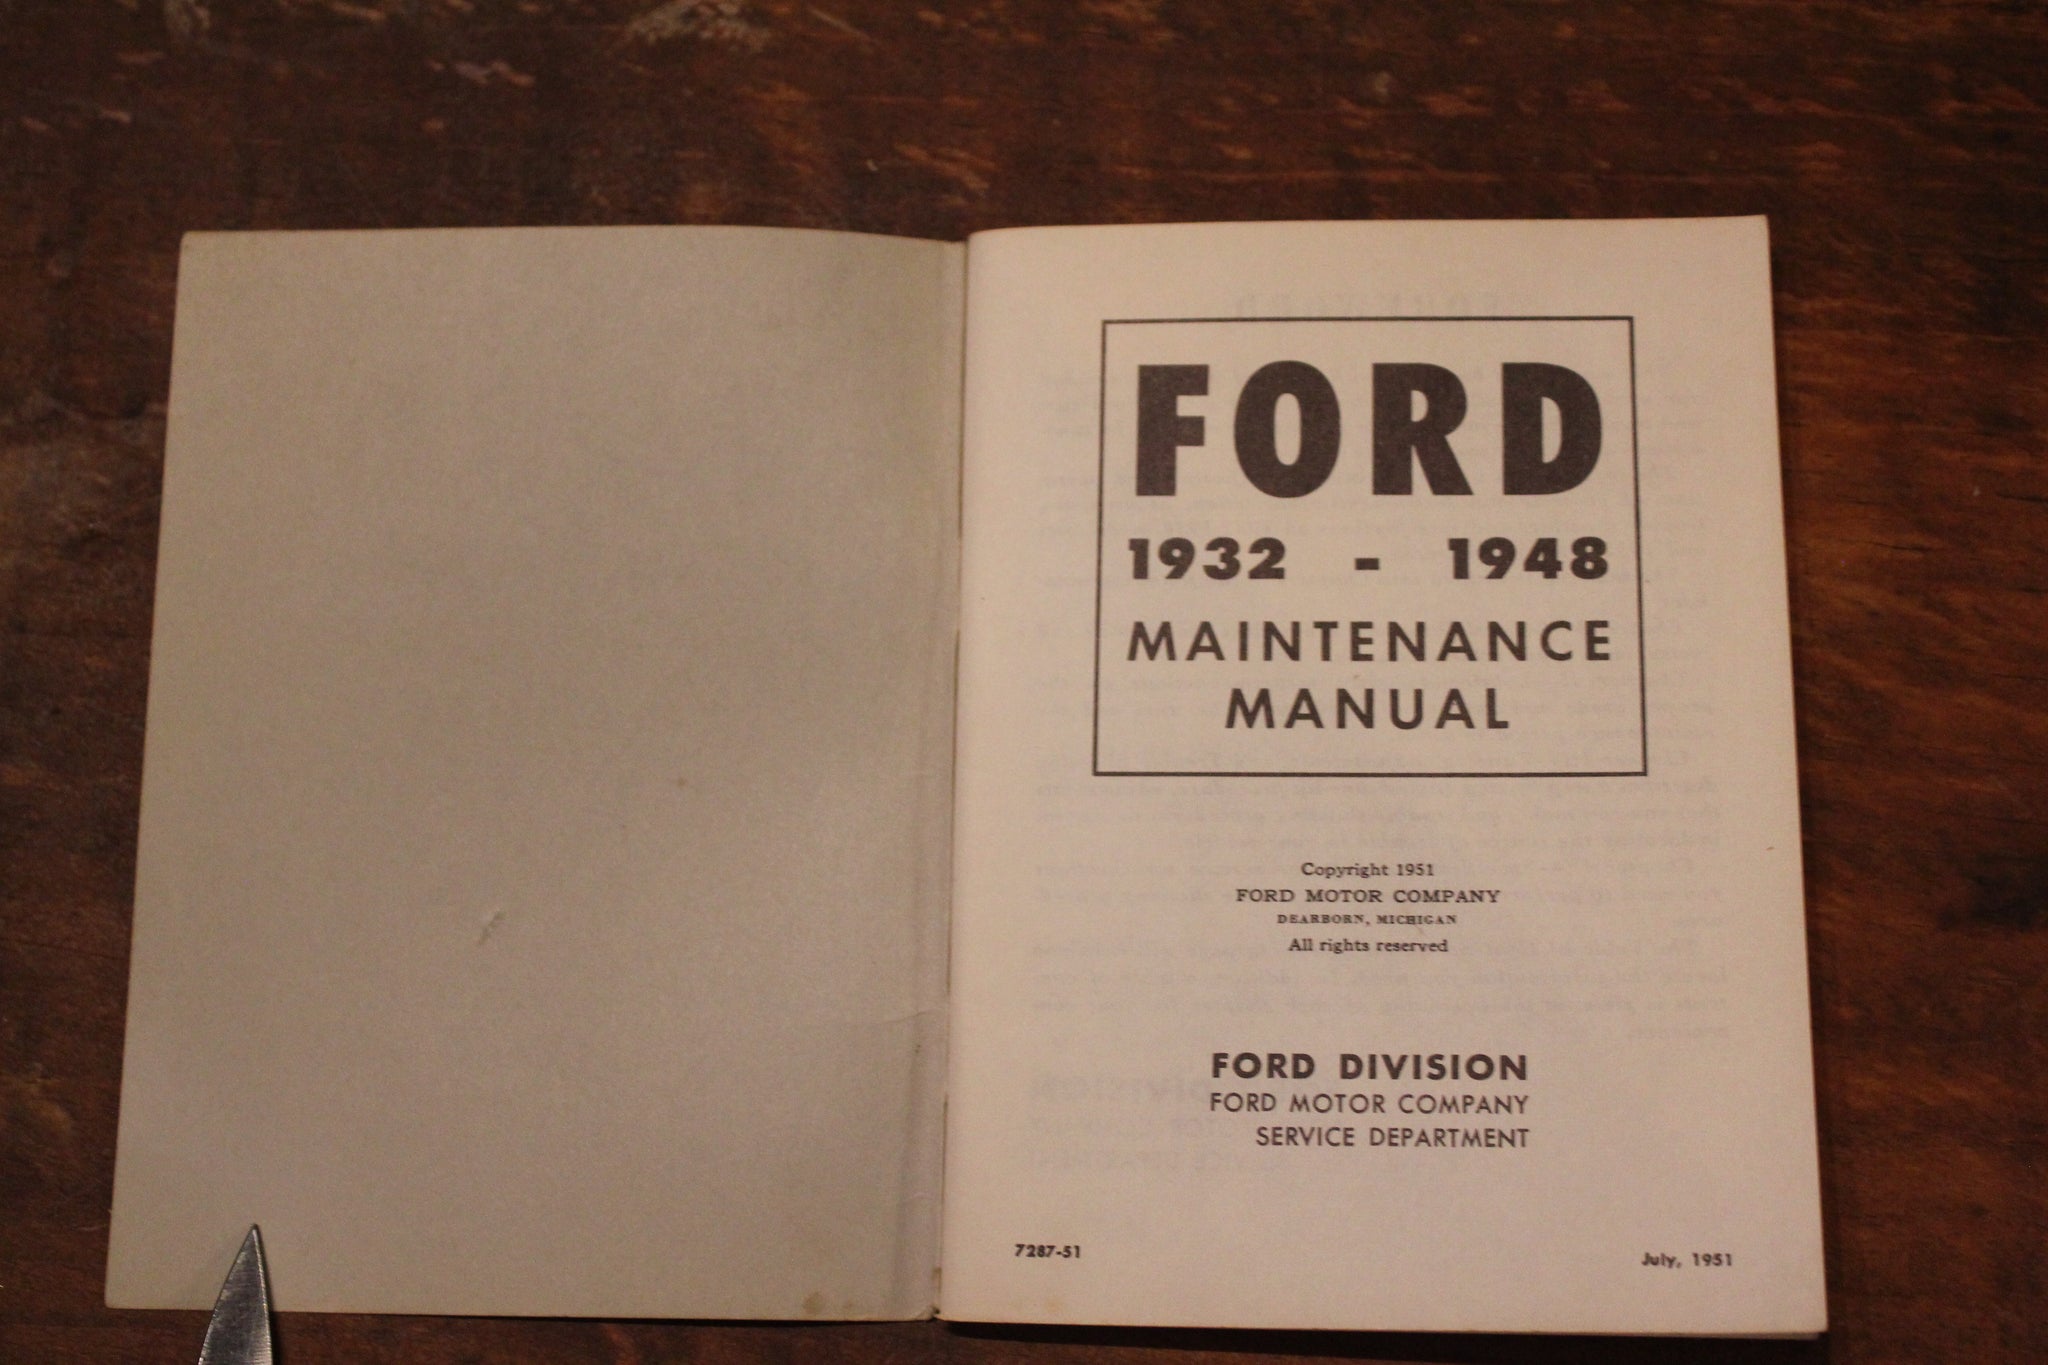 FORD
1932 - 1948
MAINTENANCE
MANUAL
Copyright 1951
FORD MOTOR COMPANY
DEARBORN, MICHIGAN
All rights reserved
FORD DIVISION
FORD MOTOR COMPANY
SERVICE DEPARTMENT
7287-51
July, 1951